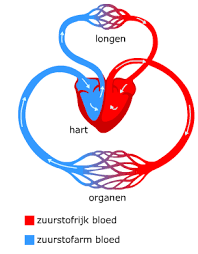 longen
hart
organen
zuurstofrijk bloed
zuurstofarm bloed